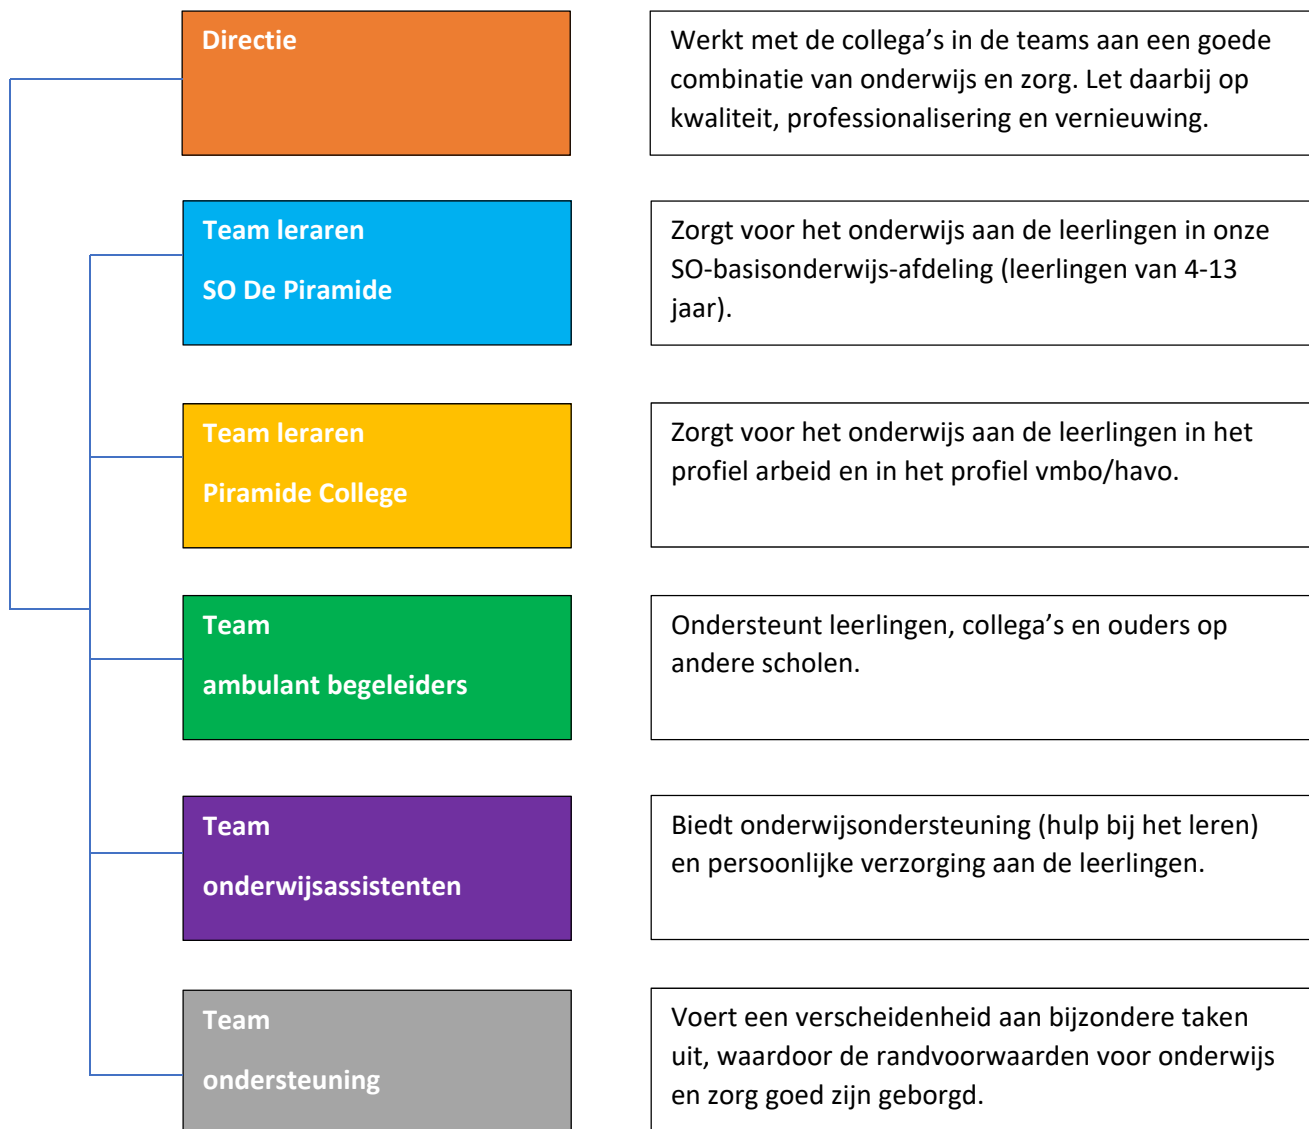 Directie
Werkt met de collega’s in de teams aan een goede
combinatie van onderwijs en zorg. Let daarbij op
kwaliteit, professionalisering en vernieuwing.
Team leraren
SO De Piramide
Zorgt voor het onderwijs aan de leerlingen in onze
SO-basisonderwijs-afdeling (leerlingen van 4-13
jaar).
Team leraren
Piramide College
Zorgt voor het onderwijs aan de leerlingen in het
profiel arbeid en in het profiel vmbo/havo.
Team
ambulant begeleiders
Ondersteunt leerlingen, collega’s en ouders op
andere scholen.
Team
onderwijsassistenten
Biedt onderwijsondersteuning (hulp bij het leren)
en persoonlijke verzorging aan de leerlingen.
Team
ondersteuning
Voert een verscheidenheid aan bijzondere taken
uit, waardoor de randvoorwaarden voor onderwijs
en zorg goed zijn geborgd.